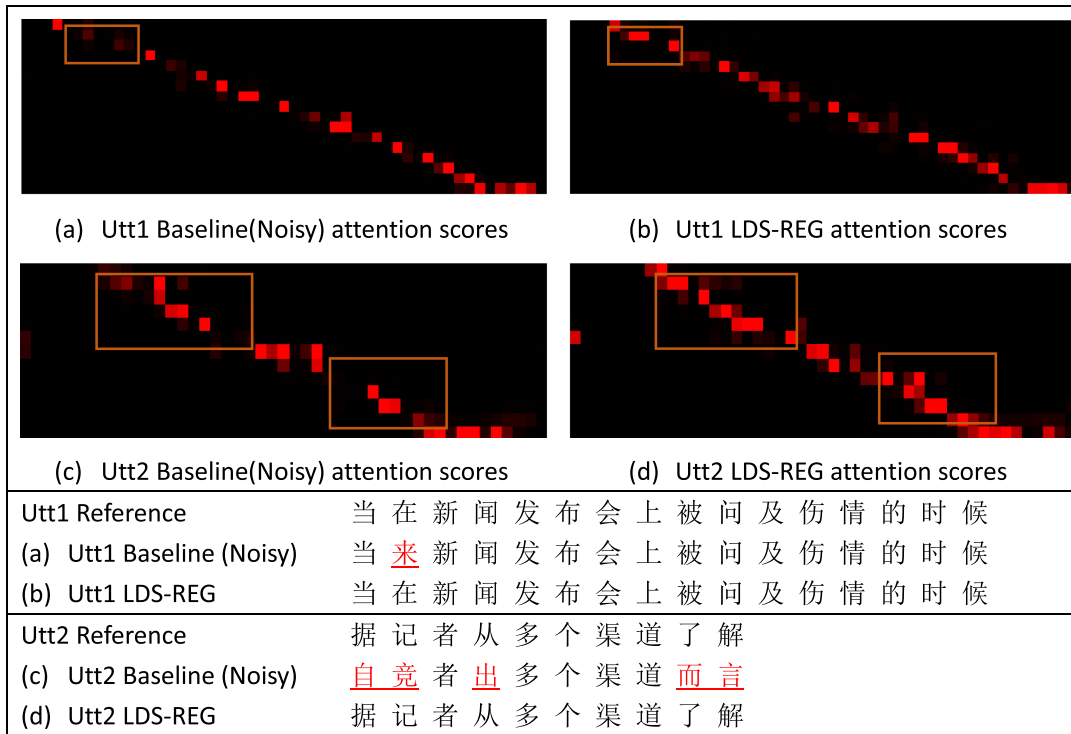 (a) Utt1 Baseline(Noisy) attention scores
(b) Utt1 LDS-REG attention scores
(c) Utt2 Baseline(Noisy) attention scores
(d) Utt2 LDS-REG attention scores
Utt1 Reference 当 在 新 闻 发 布 会 上 被 问 及 伤 情 的 时 候
(a) Utt1 Baseline (Noisy) 当 来 新 闻 发 布 会 上 被 问 及 伤 情 的 时 候
(b) Utt1 LDS-REG 当 在 新 闻 发 布 会 上 被 问 及 伤 情 的 时 候
Utt2 Reference 据 记 者 从 多 个 渠 道 了 解
(c) Utt2 Baseline (Noisy) 自 竞 者 出 多 个 渠 道 而 言
(d) Utt2 LDS-REG 据 记 者 从 多 个 渠 道 了 解